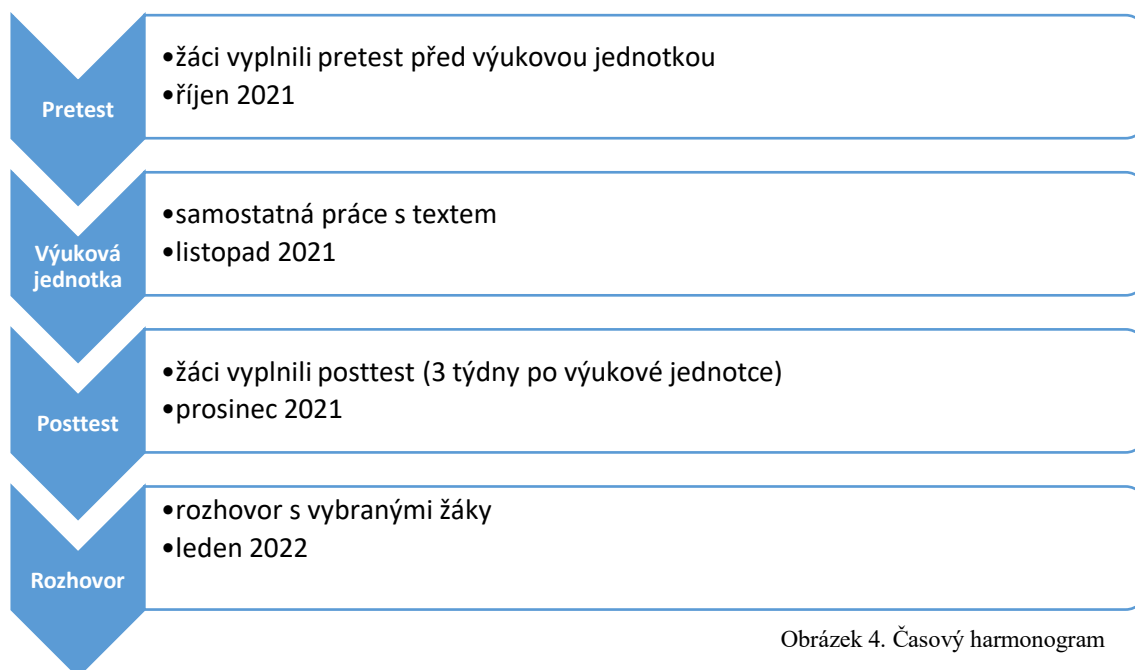 •žáci vyplnili pretest před výukovou jednotkou
•říjen 2021
Pretest
•samostatná práce s textem
•listopad 2021
Výuková
jednotka
•žáci vyplnili posttest (3 týdny po výukové jednotce)
•prosinec 2021
Posttest
•rozhovor s vybranými žáky
•leden 2022
Rozhovor
Obrázek 4. Časový harmonogram